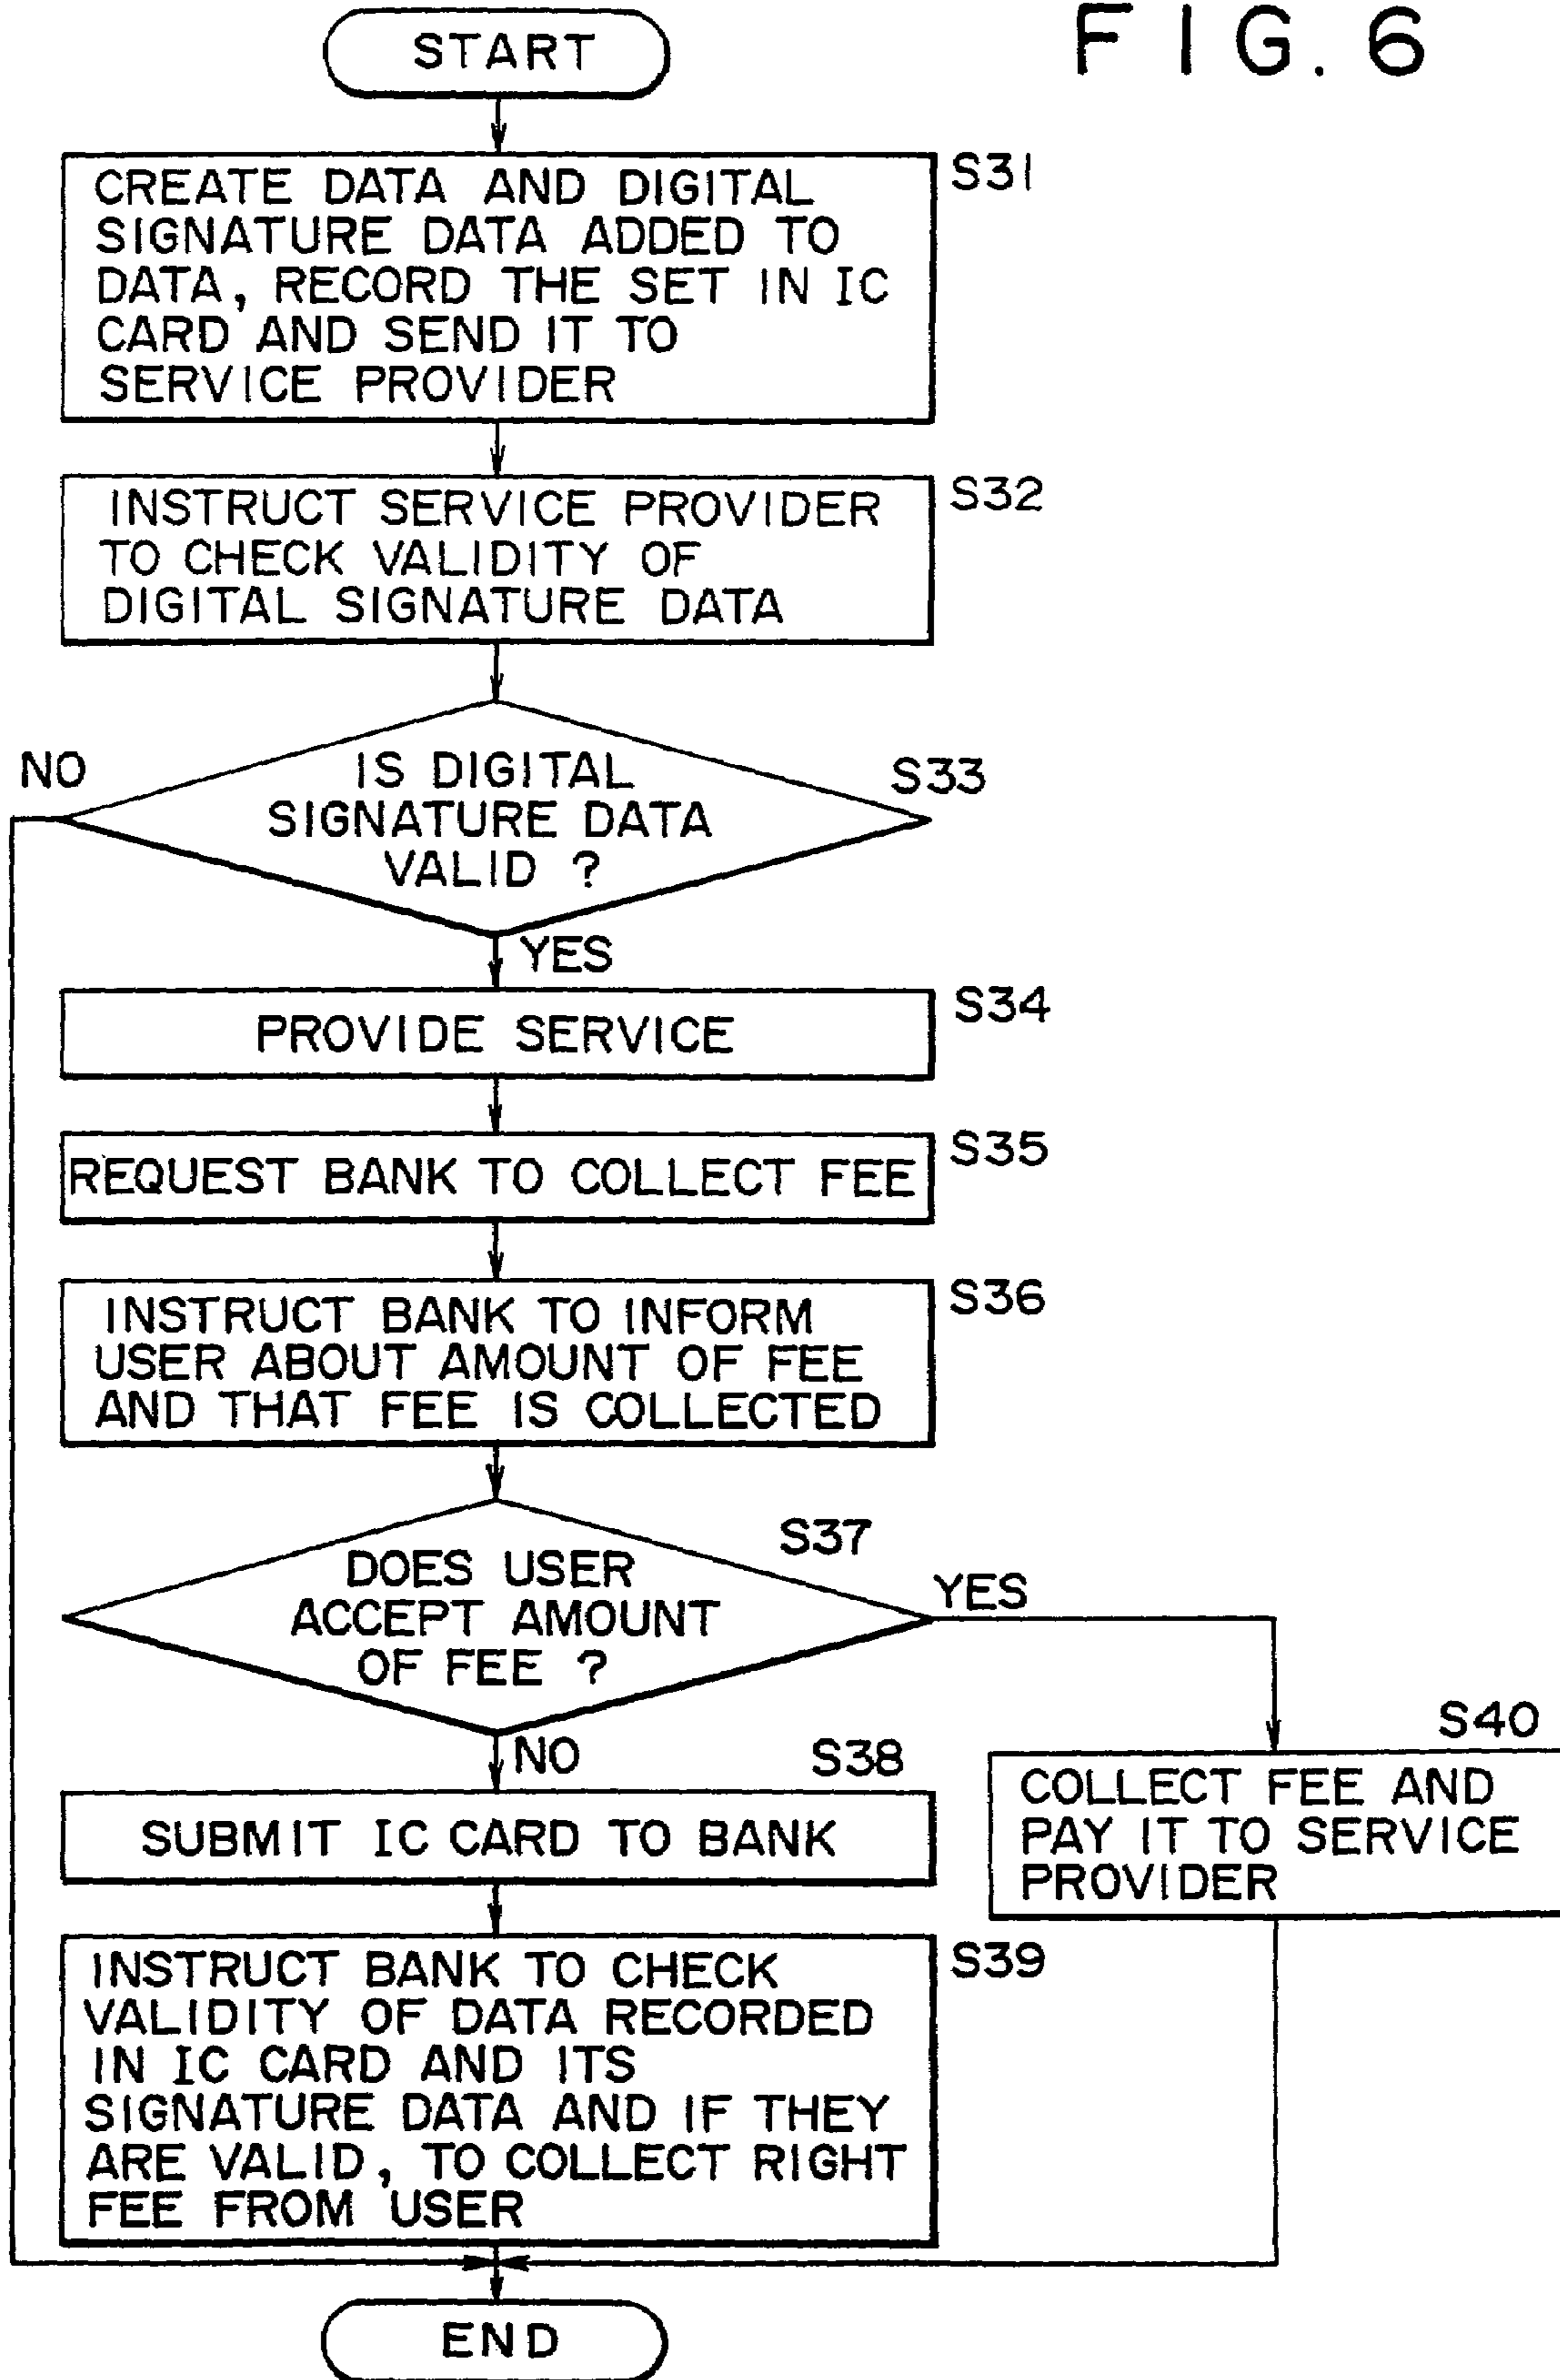 FIG. 6
START
S31
CREATE DATA AND DIGITAL
SIGNATURE DATA ADDED TO
DATA, RECORD THE SET IN IC
CARD AND SEND IT TO
SERVICE PROVIDER
S32
INSTRUCT SERVICE PROVIDER
TO CHECK VALIDITY OF
DIGITAL SIGNATURE DATA
S33
IS DIGITAL
SIGNATURE DATA
VALID ?
NO
YES
S34
PROVIDE SERVICE
S35
REQUEST BANK TO COLLECT FEE
S36
INSTRUCT BANK TO INFORM
USER ABOUT AMOUNT OF FEE
AND THAT FEE IS COLLECTED
S37
DOES USER
ACCEPT AMOUNT
OF FEE ?
YES
NO
S38
SUBMIT IC CARD TO BANK
S40
COLLECT FEE AND
PAY IT TO SERVICE
PROVIDER
S39
INSTRUCT BANK TO CHECK
VALIDITY OF DATA RECORDED
IN IC CARD AND ITS
SIGNATURE DATA AND IF THEY
ARE VALID, TO COLLECT RIGHT
FEE FROM USER
END